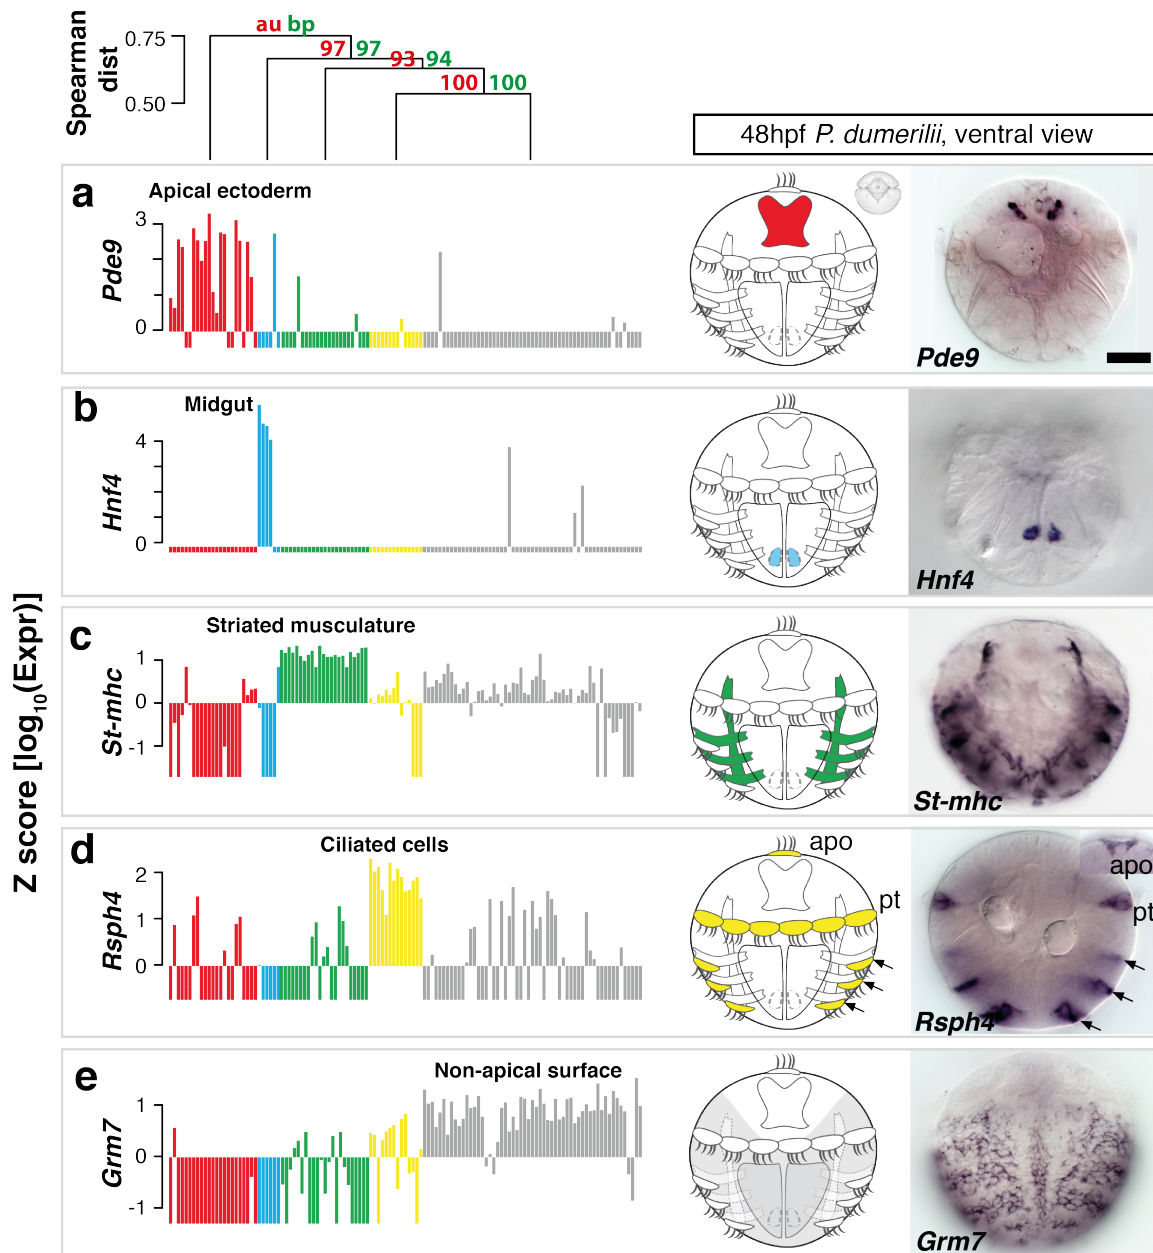 Spearman
dist
0.75
0.50
au bp
97 97
93 94
100 100
48hpf P. dumerilii, ventral view
Z score [log10(Expr)]
a
Apical ectoderm
Pde9
3
0
Pde9
b
Midgut
Hnf4
4
0
Hnf4
c
Striated musculature
St-mhc
1
0
-1
St-mhc
d
Ciliated cells
Rsph4
2
1
0
apo
pt
apo
pt
Rsph4
e
Non-apical surface
Grm7
1
0
-1
Grm7